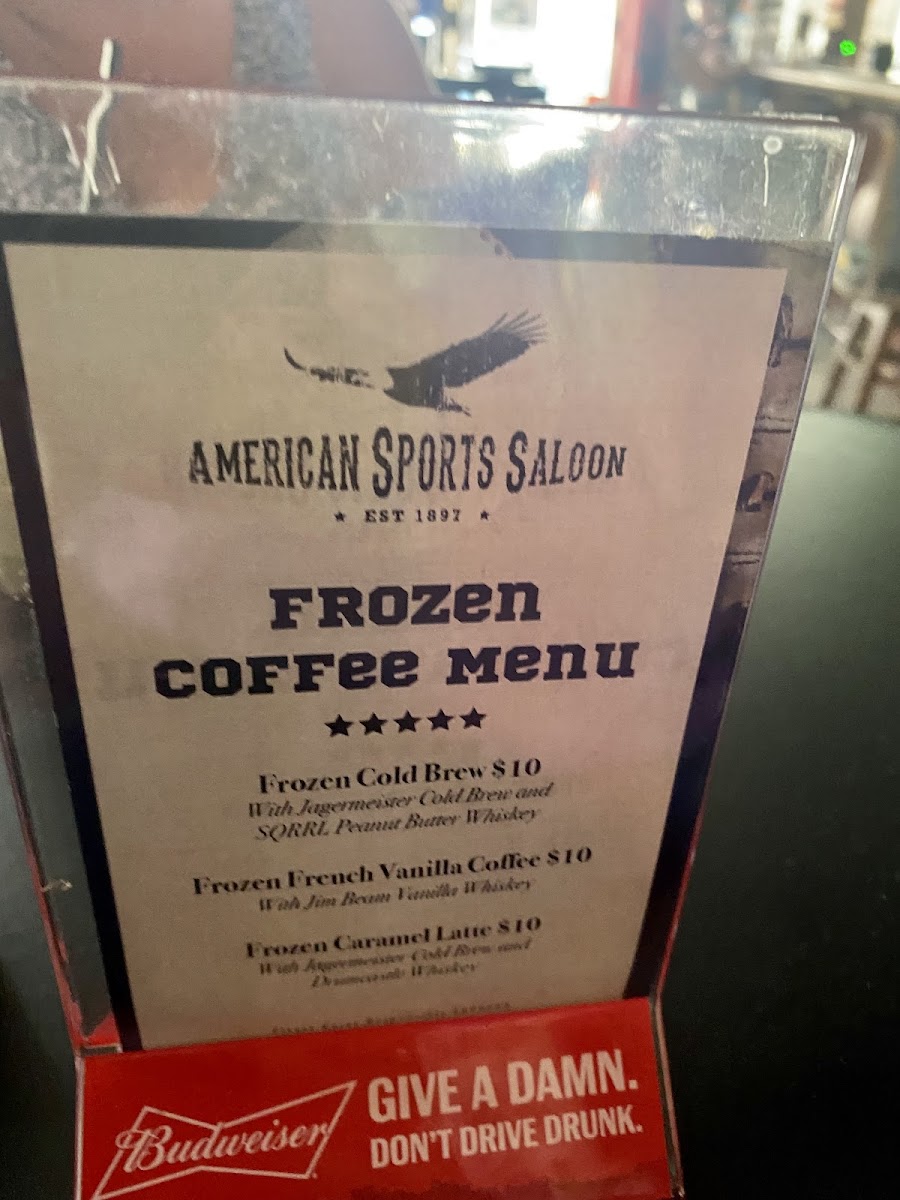 AMERICAN SPORTS SALOON
★ EST 1897 ★
FROZEN
COFFEE MENU
★★★★★
Frozen Cold Brew $10
With Jagermeister Cold Brew and
SQRRL Peanut Butter Whiskey
Frozen French Vanilla Coffee $10
With Jim Beam Vanilla Whiskey
Frozen Caramel Latte $10
With Jagermeister Cold Brew and
Whiskey
Budweiser
GIVE A DAMN.
DON'T DRIVE DRUNK.